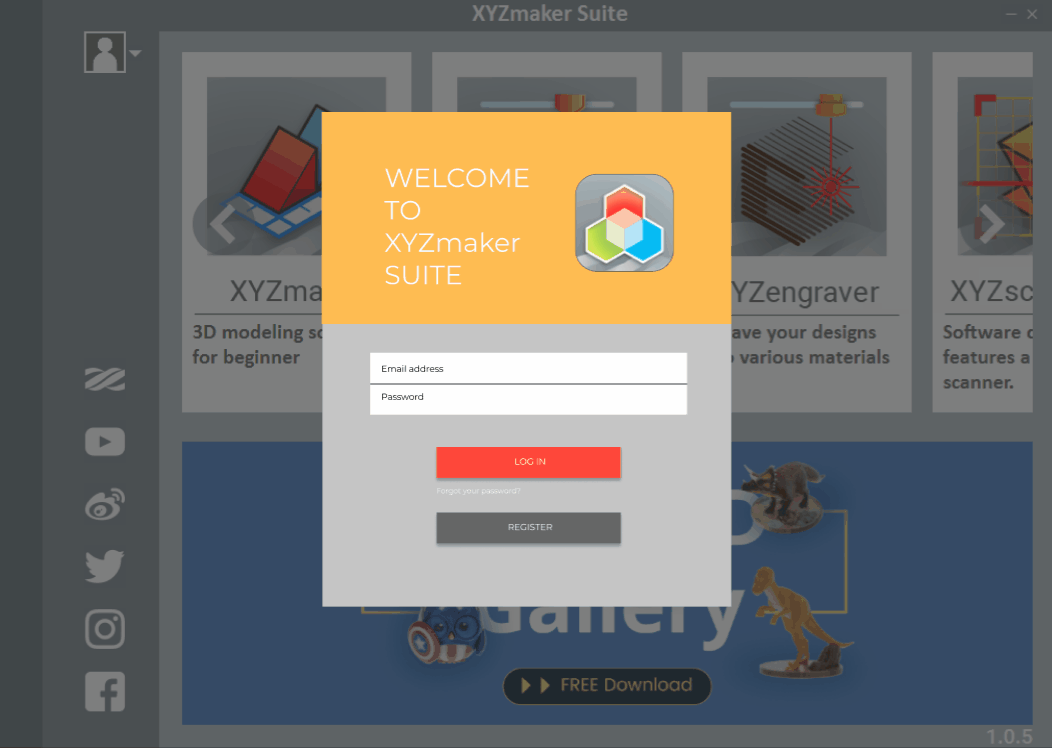 XYZmaker Suite
WELCOME
TO
XYZmaker
SUITE
XYZma
YZengraver
XYZsc
3D modeling so
for beginner
ave your designs
various materials
Software
features a
scanner.
Email address
Password
LOG IN
Forgot your password?
REGISTER
D
Gallery
FREE Download
1.0.5